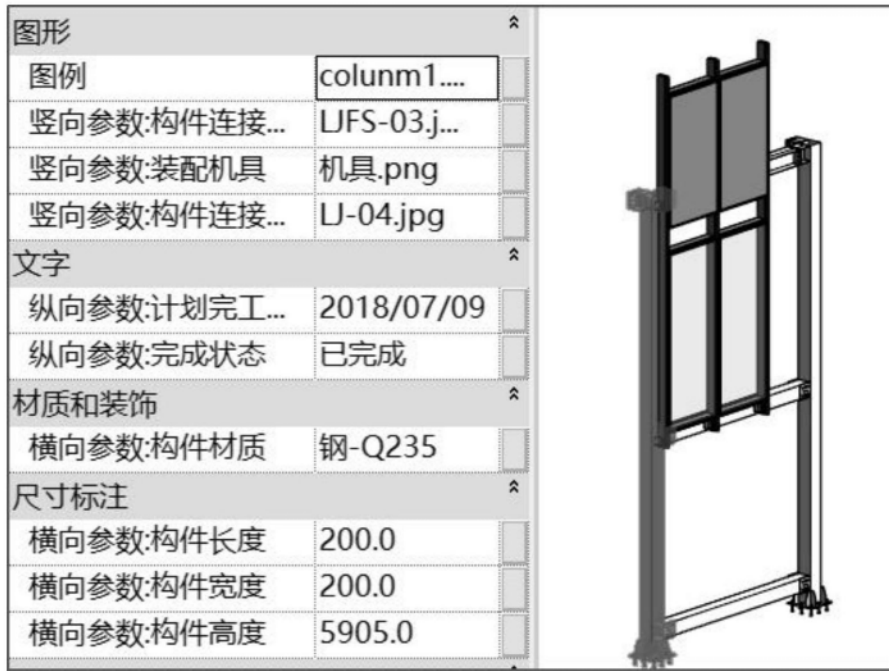 图形
图例 colunm1....
竖向参数:构件连接... LJFS-03.j...
竖向参数:装配机具 机具.png
竖向参数:构件连接... LJ-04.jpg
文字
纵向参数:计划完工... 2018/07/09
纵向参数:完成状态 已完成
材质和装饰
横向参数:构件材质 钢-Q235
尺寸标注
横向参数:构件长度 200.0
横向参数:构件宽度 200.0
横向参数:构件高度 5905.0